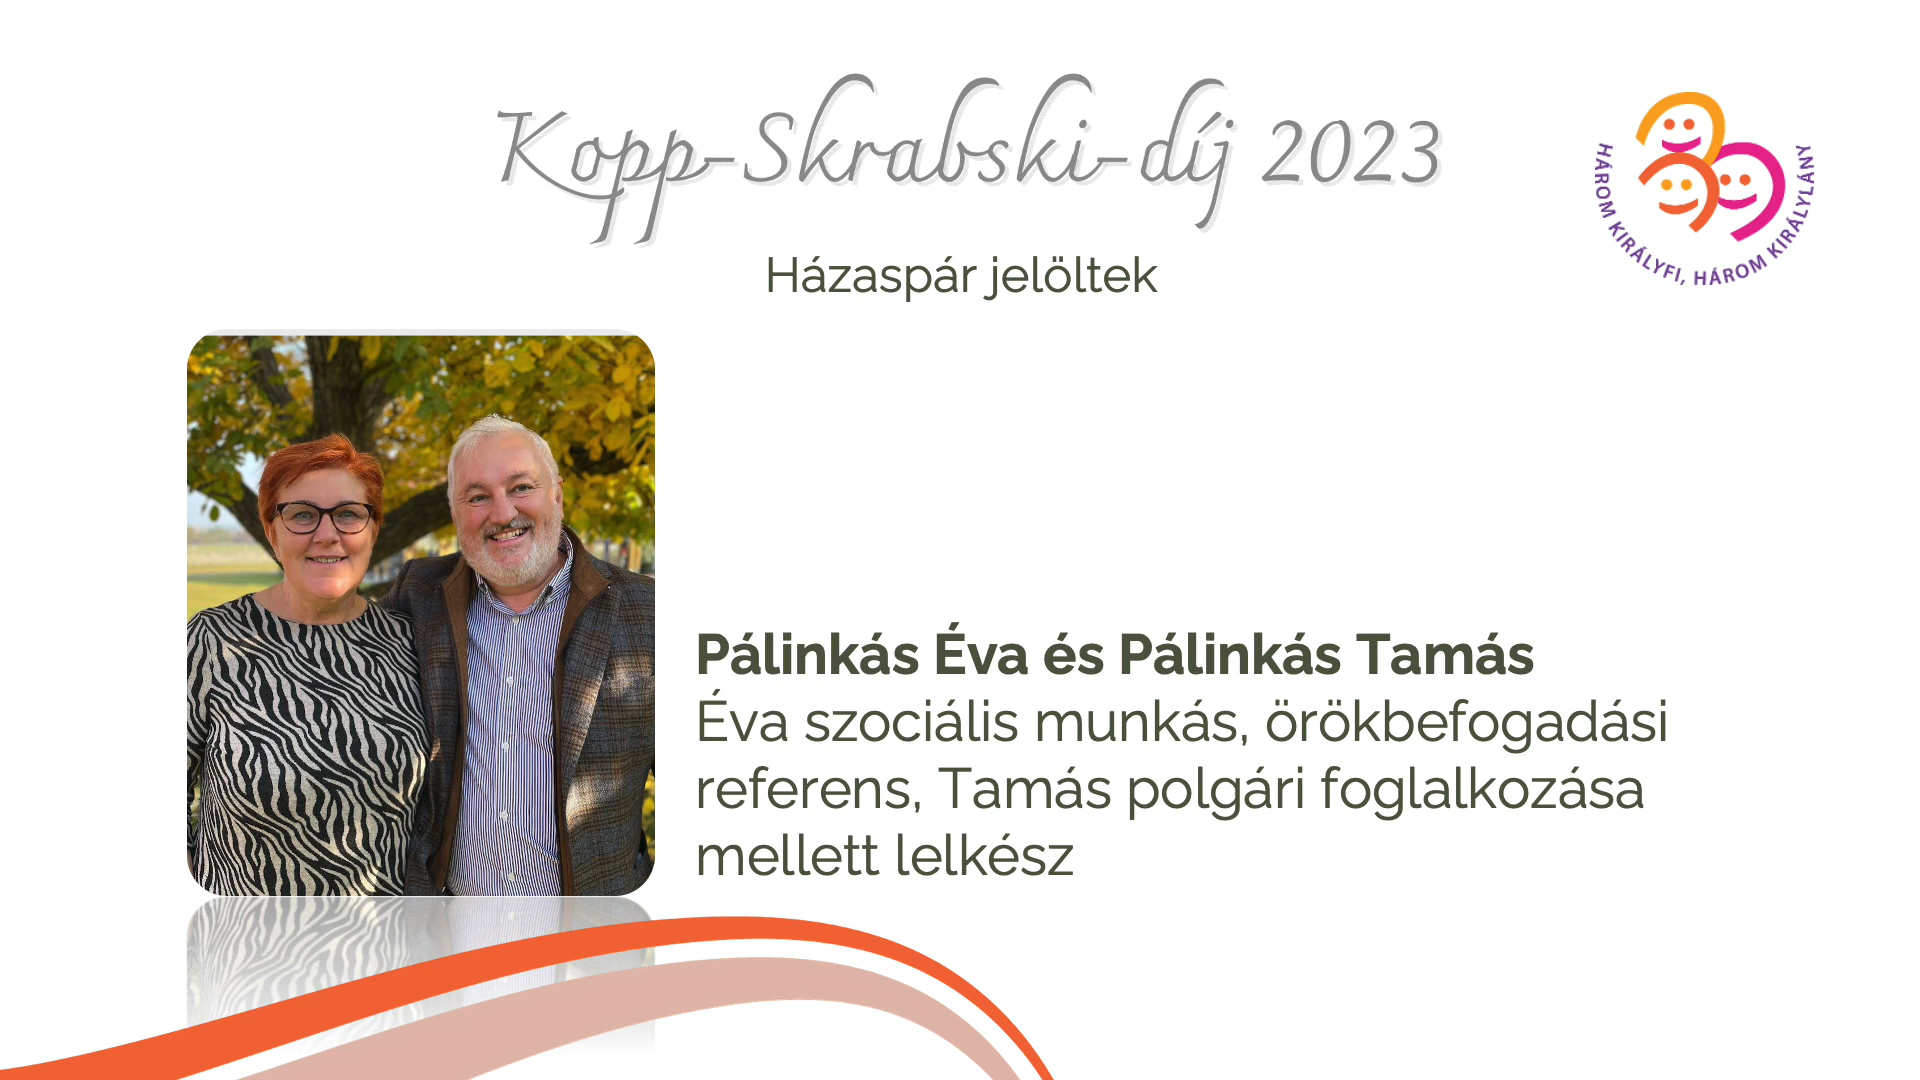 Kopp-Skrabski-díj 2023
HÁROM KIRÁLYFI, HÁROM KIRÁLYLÁNY
Házaspár jelöltek
Pálinkás Éva és Pálinkás Tamás
Éva szociális munkás, örökbefogadási
referens, Tamás polgári foglalkozása
mellett lelkész